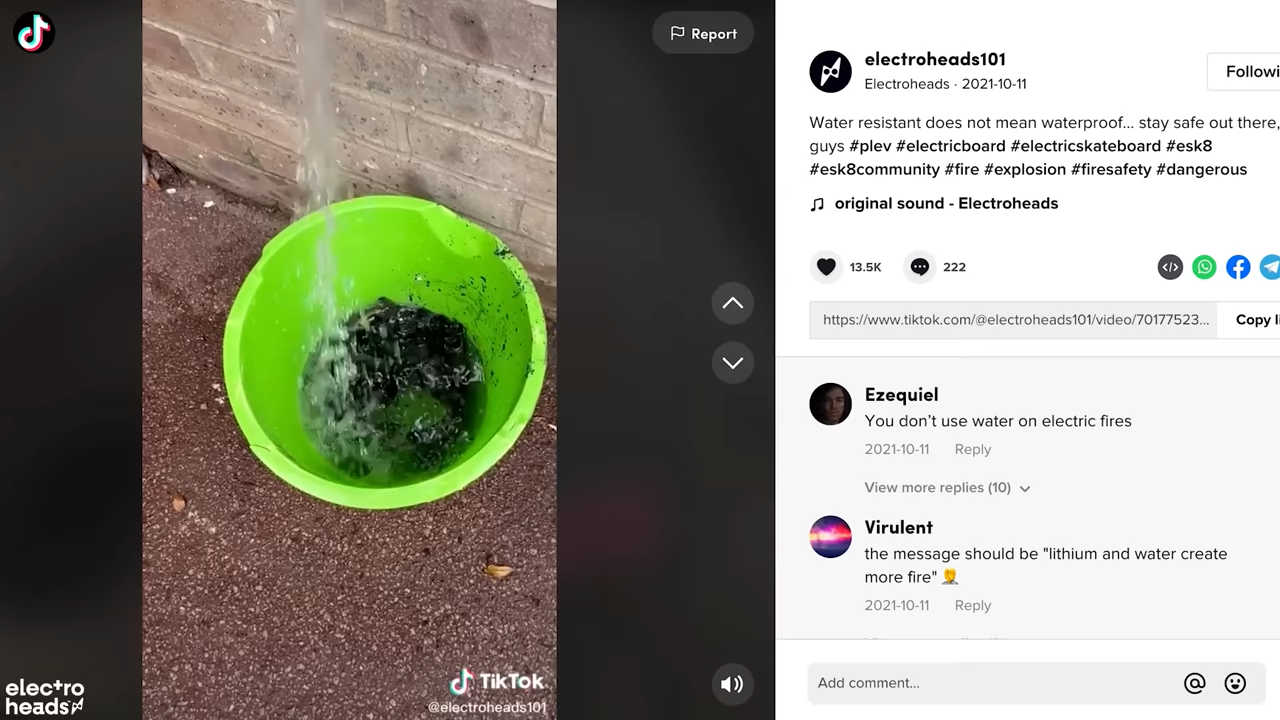 Report
electroheads101
Electroheads · 2021-10-11
Followi
Water resistant does not mean waterproof... stay safe out there,
guys #plev #electricboard #electricskateboard #esk8
#esk8community #fire #explosion #firesafety #dangerous
original sound - Electroheads
13.5K
222
https://www.tiktok.com/@electroheads101/video/70177523...
Copy li
Ezequiel
You don’t use water on electric fires
2021-10-11 Reply
View more replies (10)
Virulent
the message should be "lithium and water create
more fire" 🤦
2021-10-11 Reply
Add comment...
TikTok
@electroheads101
electro
heads